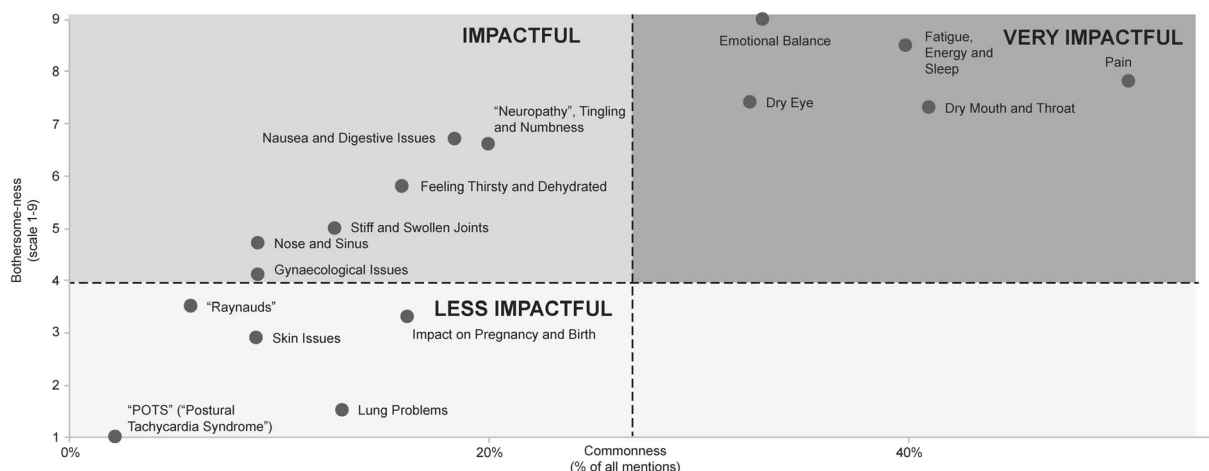 9
8
7
6
5
4
3
2
1
Bothersome-ness
(scale 1-9)
IMPACTFUL
VERY IMPACTFUL
Emotional Balance
Fatigue,
Energy and
Sleep
Pain
Dry Eye
Dry Mouth and Throat
“Neuropathy”, Tingling
and Numbness
Nausea and Digestive Issues
Feeling Thirsty and Dehydrated
Stiff and Swollen Joints
Nose and Sinus
Gynaecological Issues
LESS IMPACTFUL
“Raynauds”
Impact on Pregnancy and Birth
Skin Issues
“POTS” (“Postural
Tachycardia Syndrome”)
Lung Problems
0%
20%
40%
Commonness
(% of all mentions)